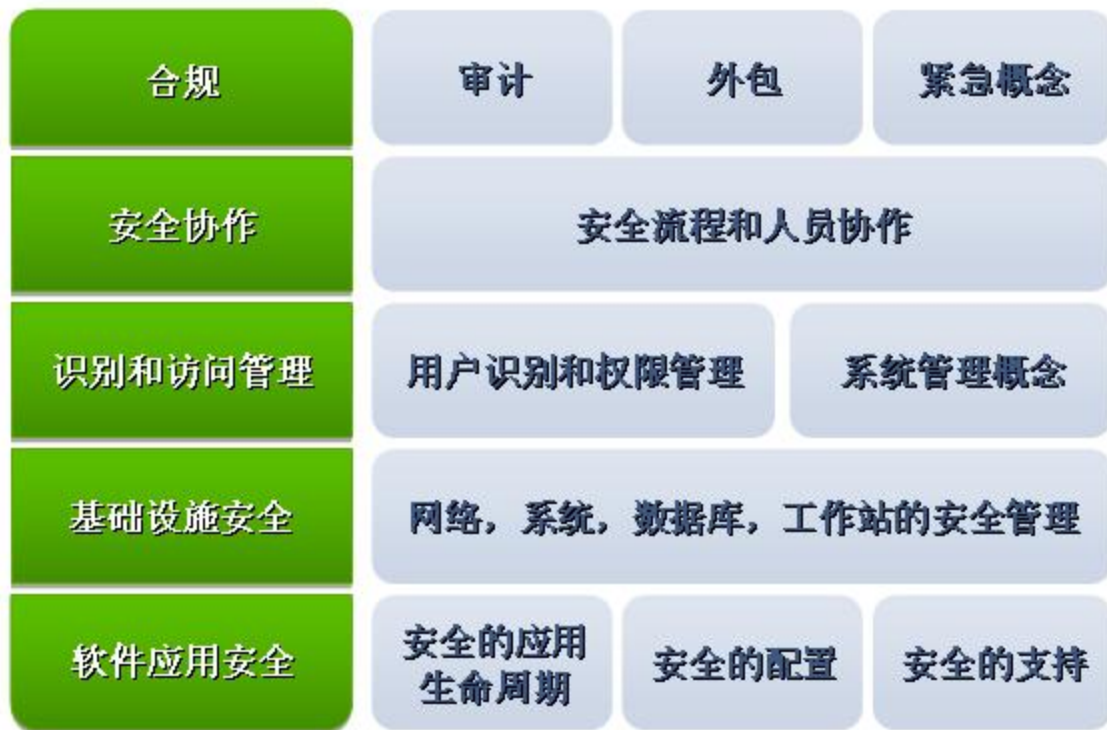 合规
审计
外包
紧急概念
安全协作
安全流程和人员协作
识别和访问管理
用户识别和权限管理
系统管理概念
基础设施安全
网络，系统，数据库，工作站的安全管理
软件应用安全
安全的应用
生命周期
安全的配置
安全的支持